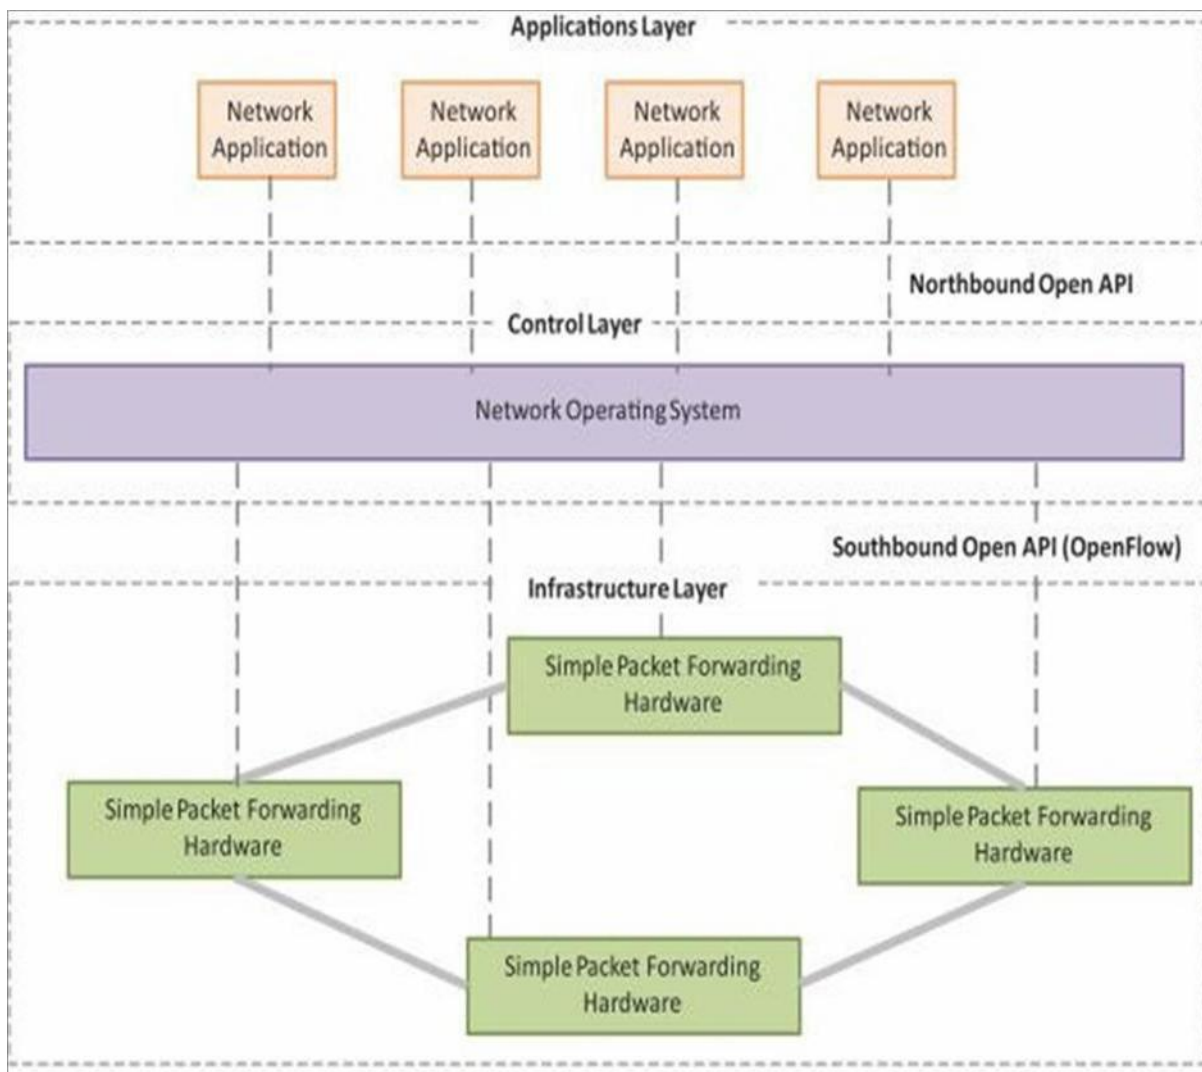 Applications Layer
Network
Application
Network
Application
Network
Application
Network
Application
Northbound Open API
Control Layer
Network Operating System
Southbound Open API (OpenFlow)
Infrastructure Layer
Simple Packet Forwarding
Hardware
Simple Packet Forwarding
Hardware
Simple Packet Forwarding
Hardware
Simple Packet Forwarding
Hardware